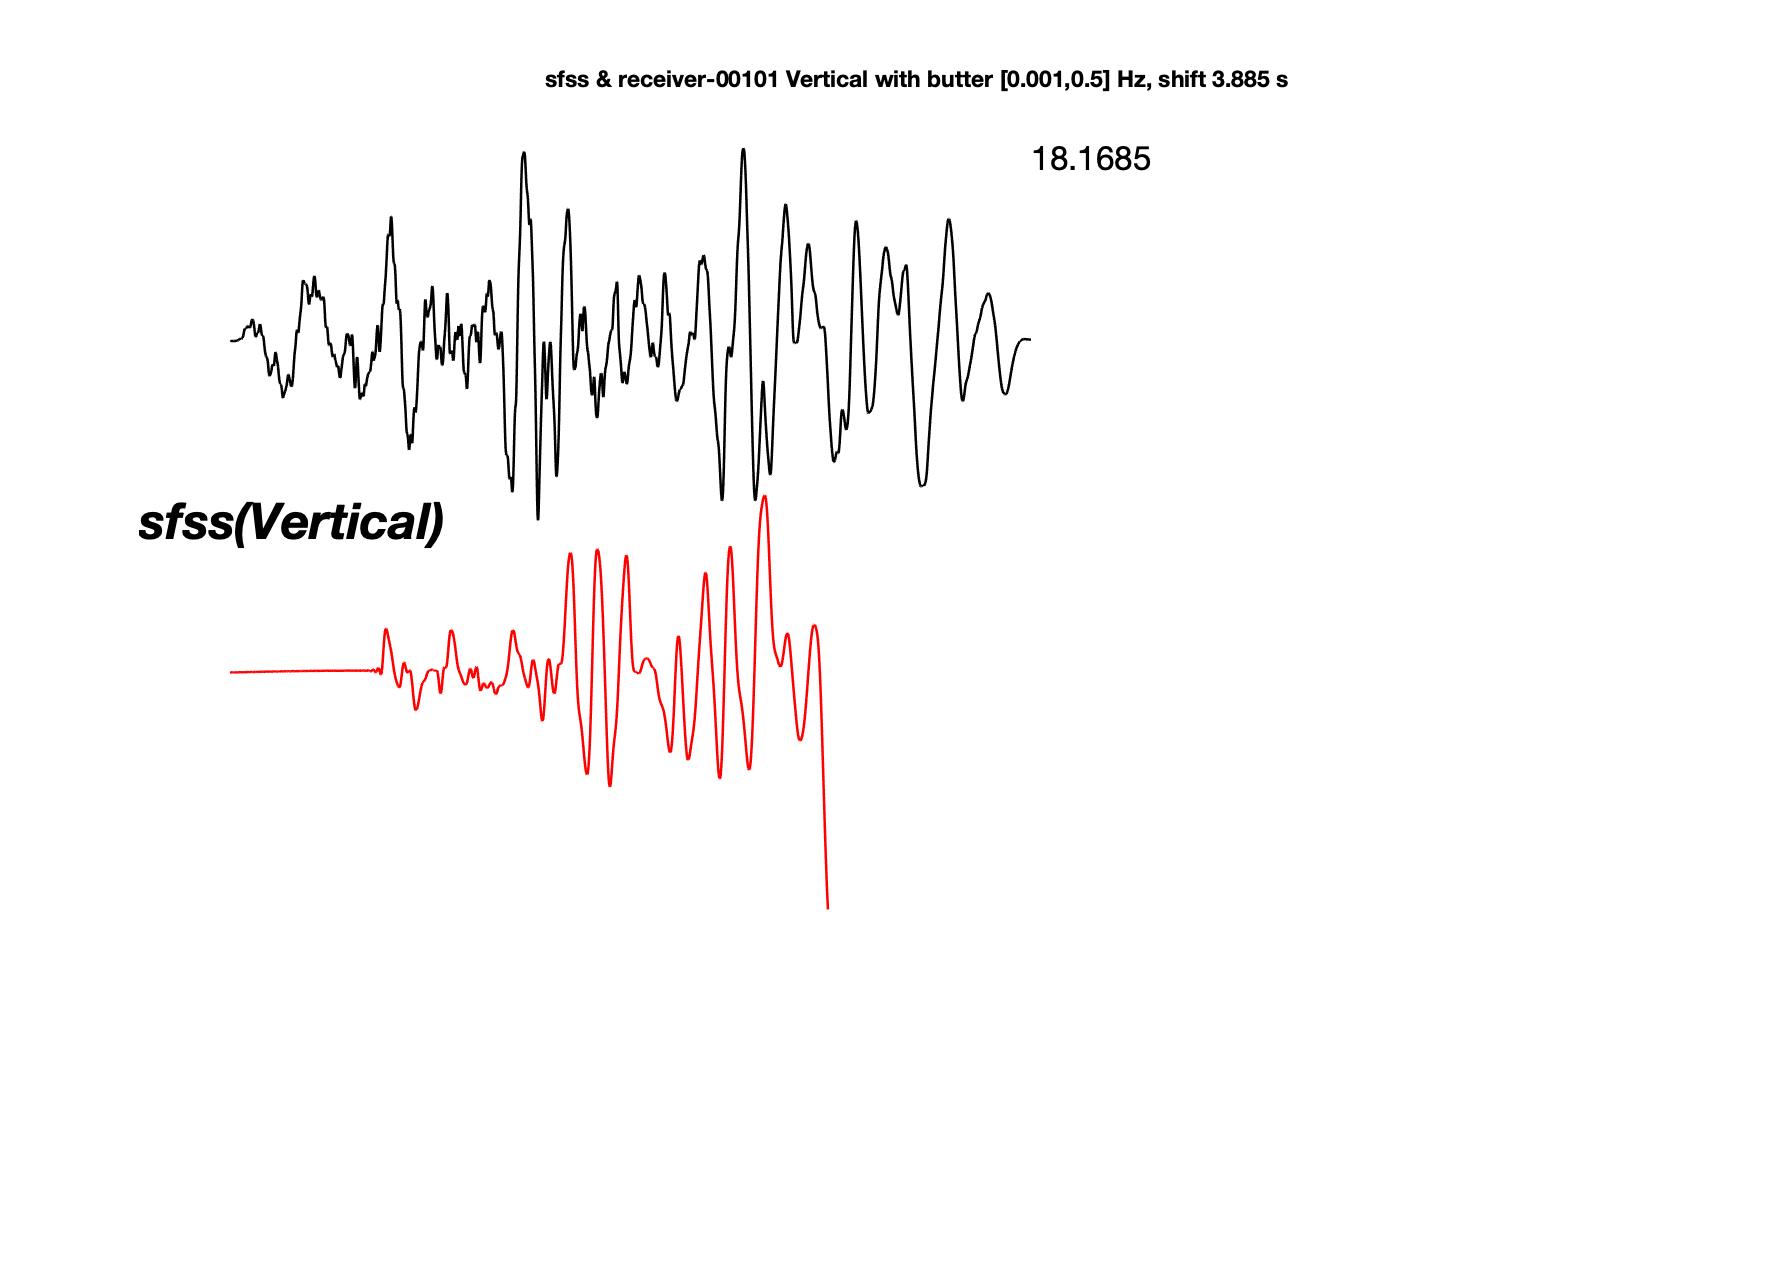 sfss & receiver-00101 Vertical with butter [0.001,0.5] Hz, shift 3.885 s
18.1685
sfss(Vertical)